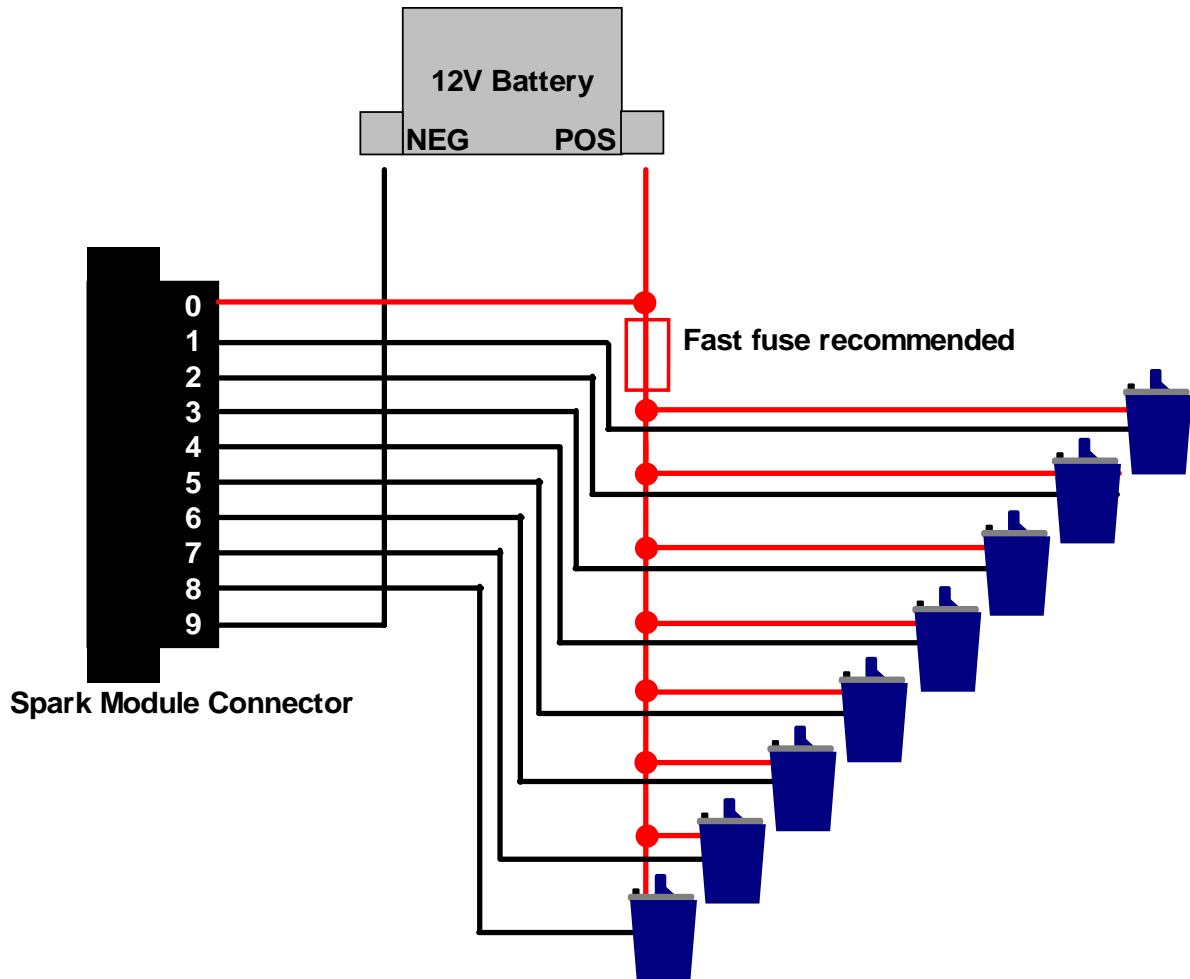 12V Battery
NEG POS
0
1
Fast fuse recommended
2
3
4
5
6
7
8
9
Spark Module Connector